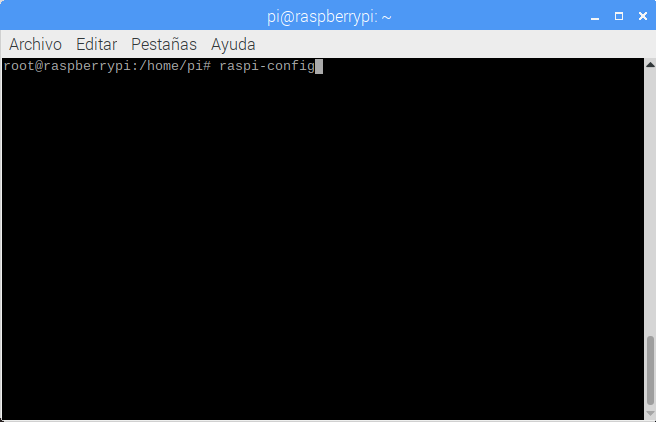 pi@raspberrypi: ~
Archivo Editar Pestañas Ayuda
root@raspberrypi:/home/pi# raspi-config